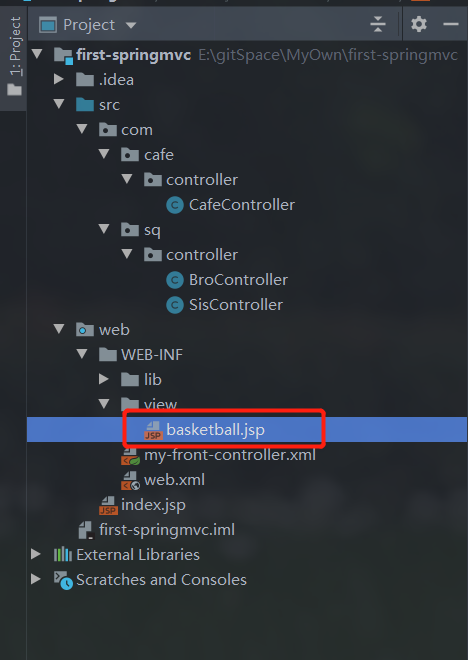 Project
1: Project
first-springmvc E:\gitSpace\MyOwn\first-springmvc
.idea
src
com
cafe
controller
CafeController
sq
controller
BroController
SisController
web
WEB-INF
lib
view
basketball.jsp
my-front-controller.xml
web.xml
index.jsp
first-springmvc.iml
External Libraries
Scratches and Consoles